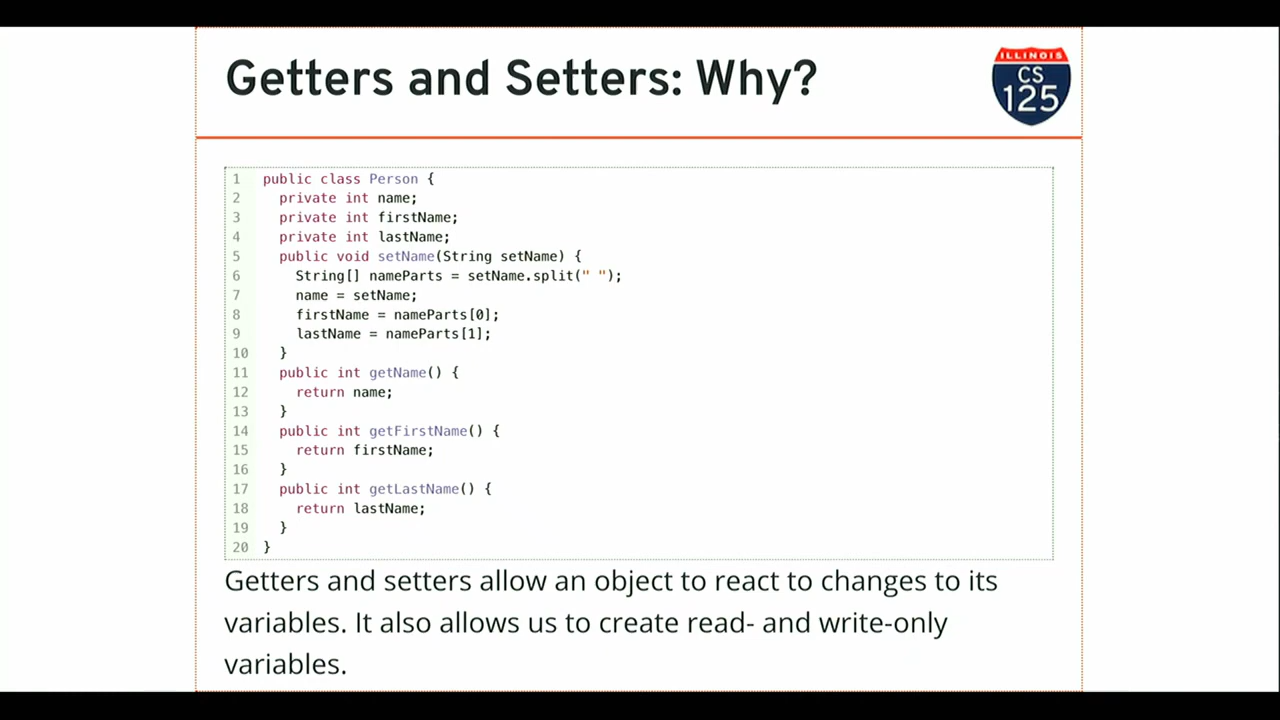 Getters and Setters: Why?
ILLINOIS
CS
125
1 public class Person {
2   private int name;
3   private int firstName;
4   private int lastName;
5   public void setName(String setName) {
6     String[] nameParts = setName.split(" ");
7     name = setName;
8     firstName = nameParts[0];
9     lastName = nameParts[1];
10   }
11   public int getName() {
12     return name;
13   }
14   public int getFirstName() {
15     return firstName;
16   }
17   public int getLastName() {
18     return lastName;
19   }
20 }
Getters and setters allow an object to react to changes to its
variables. It also allows us to create read- and write-only
variables.